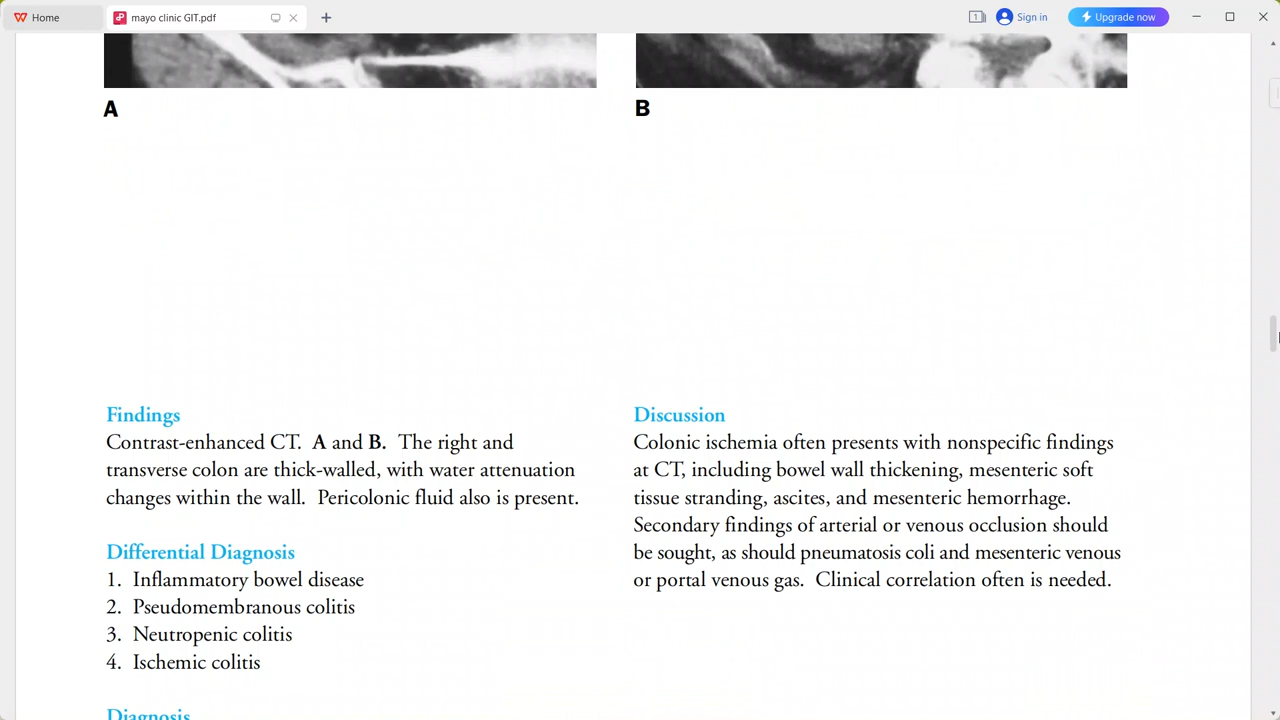 Home
mayo clinic GIT.pdf
1
Sign in
Upgrade now
A
B
Findings
Contrast-enhanced CT. A and B. The right and
transverse colon are thick-walled, with water attenuation
changes within the wall. Pericolonic fluid also is present.
Differential Diagnosis
1. Inflammatory bowel disease
2. Pseudomembranous colitis
3. Neutropenic colitis
4. Ischemic colitis
Diagnosis
Discussion
Colonic ischemia often presents with nonspecific findings
at CT, including bowel wall thickening, mesenteric soft
tissue stranding, ascites, and mesenteric hemorrhage.
Secondary findings of arterial or venous occlusion should
be sought, as should pneumatosis coli and mesenteric venous
or portal venous gas. Clinical correlation often is needed.